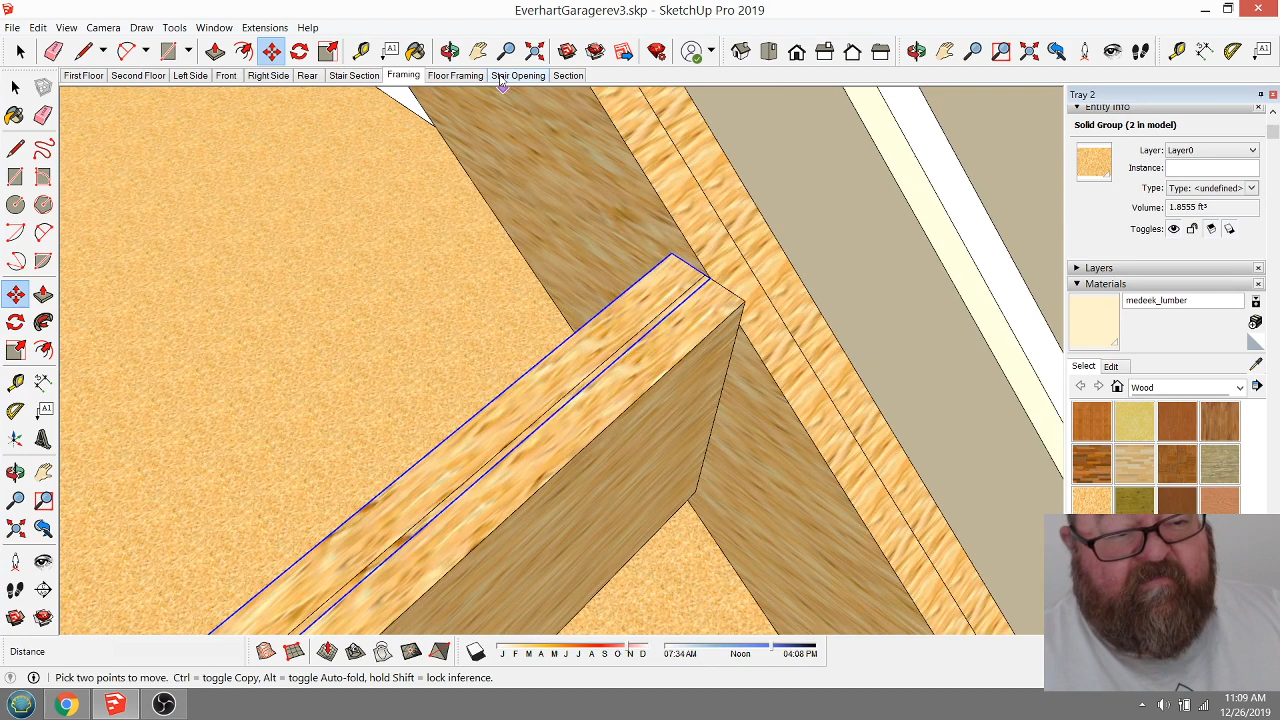 EverhartGaragerev3.skp - SketchUp Pro 2019
File Edit View Camera Draw Tools Window Extensions Help
First Floor Second Floor Left Side Front Right Side Rear Stair Section Framing Floor Framing Stair Opening Section
Tray 2
Entity Info
Solid Group (2 in model)
Layer: Layer0
Instance:
Type: Type: <undefined>
Volume: 1.8555 ft³
Toggles:
Layers
Materials
medeek_lumber
Select Edit
Wood
Distance
J F M A M J J A S O N D
07:34 AM Noon 04:08 PM
Pick two points to move. Ctrl = toggle Copy, Alt = toggle Auto-fold, hold Shift = lock inference.
11:09 AM
12/26/2019